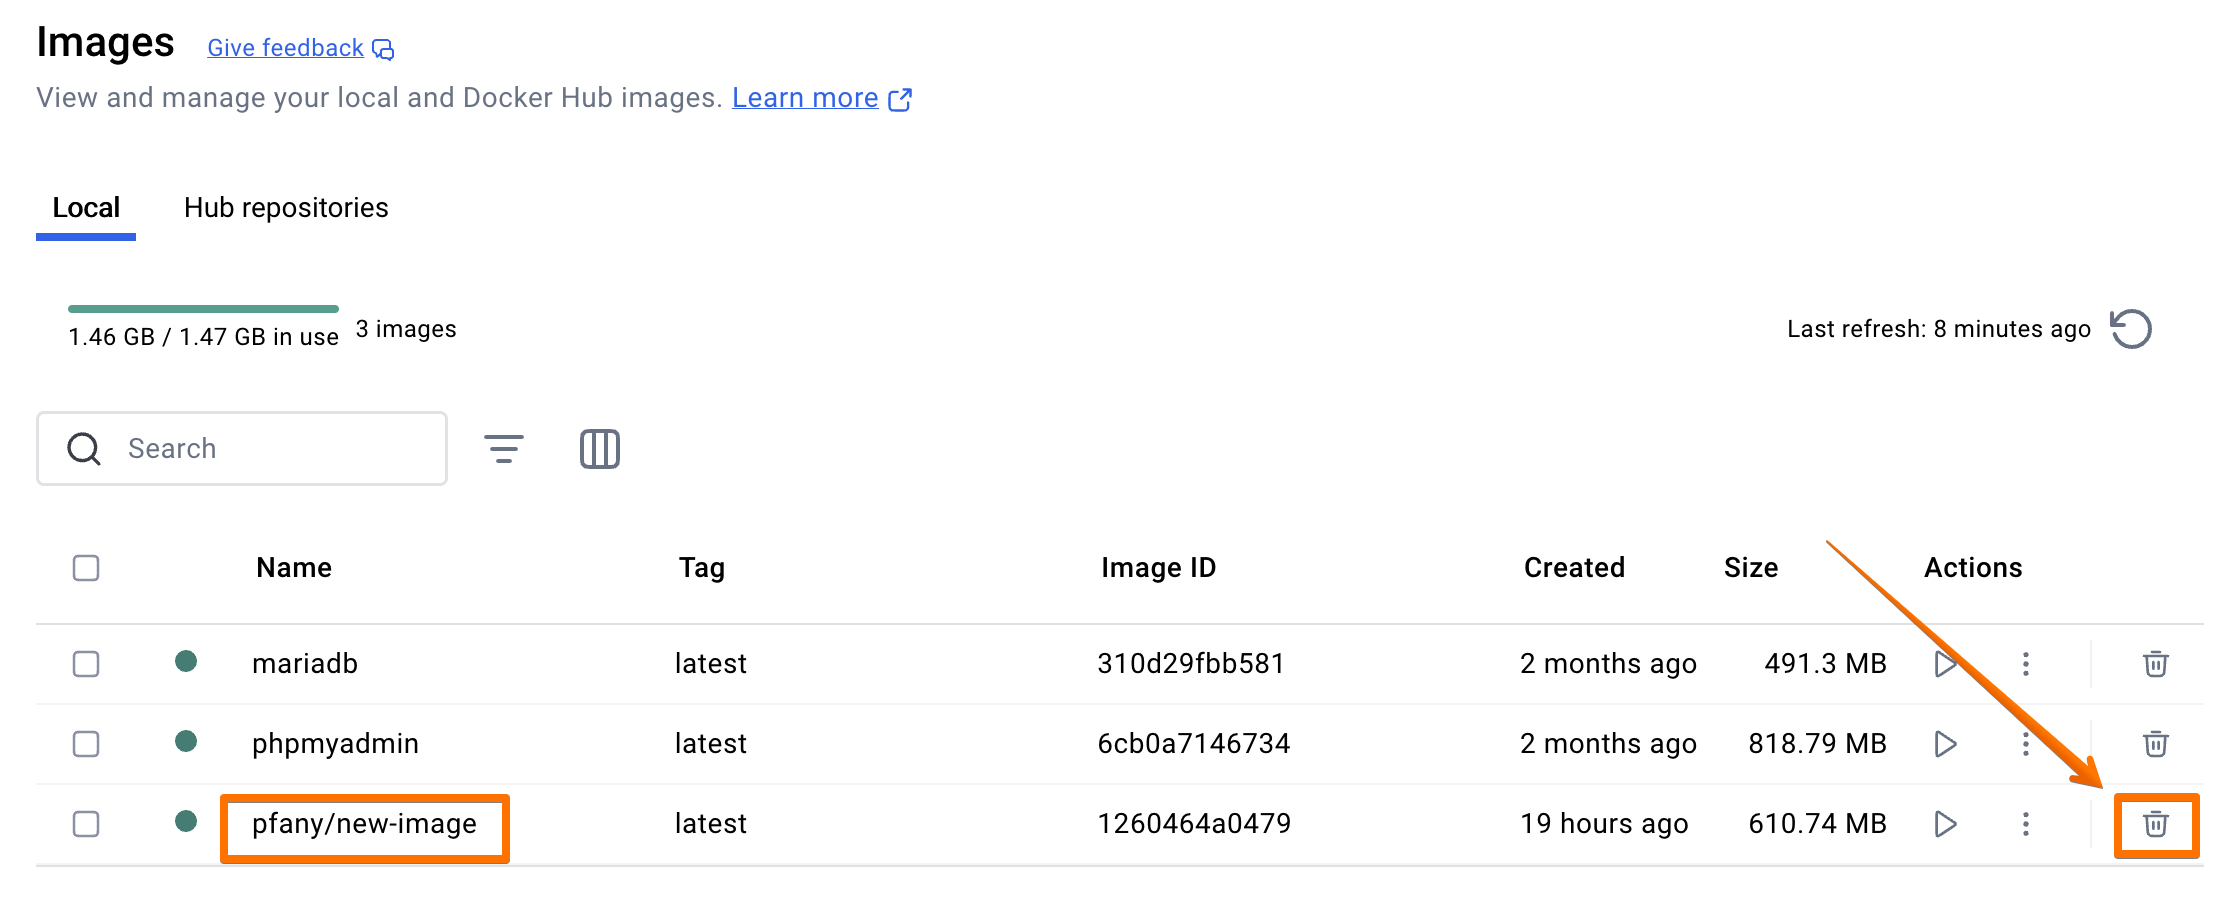 Images Give feedback
View and manage your local and Docker Hub images. Learn more
Local Hub repositories
1.46 GB / 1.47 GB in use 3 images Last refresh: 8 minutes ago
Search
Name Tag Image ID Created Size Actions
mariadb latest 310d29fbb581 2 months ago 491.3 MB
phpmyadmin latest 6cb0a7146734 2 months ago 818.79 MB
pfany/new-image latest 1260464a0479 19 hours ago 610.74 MB